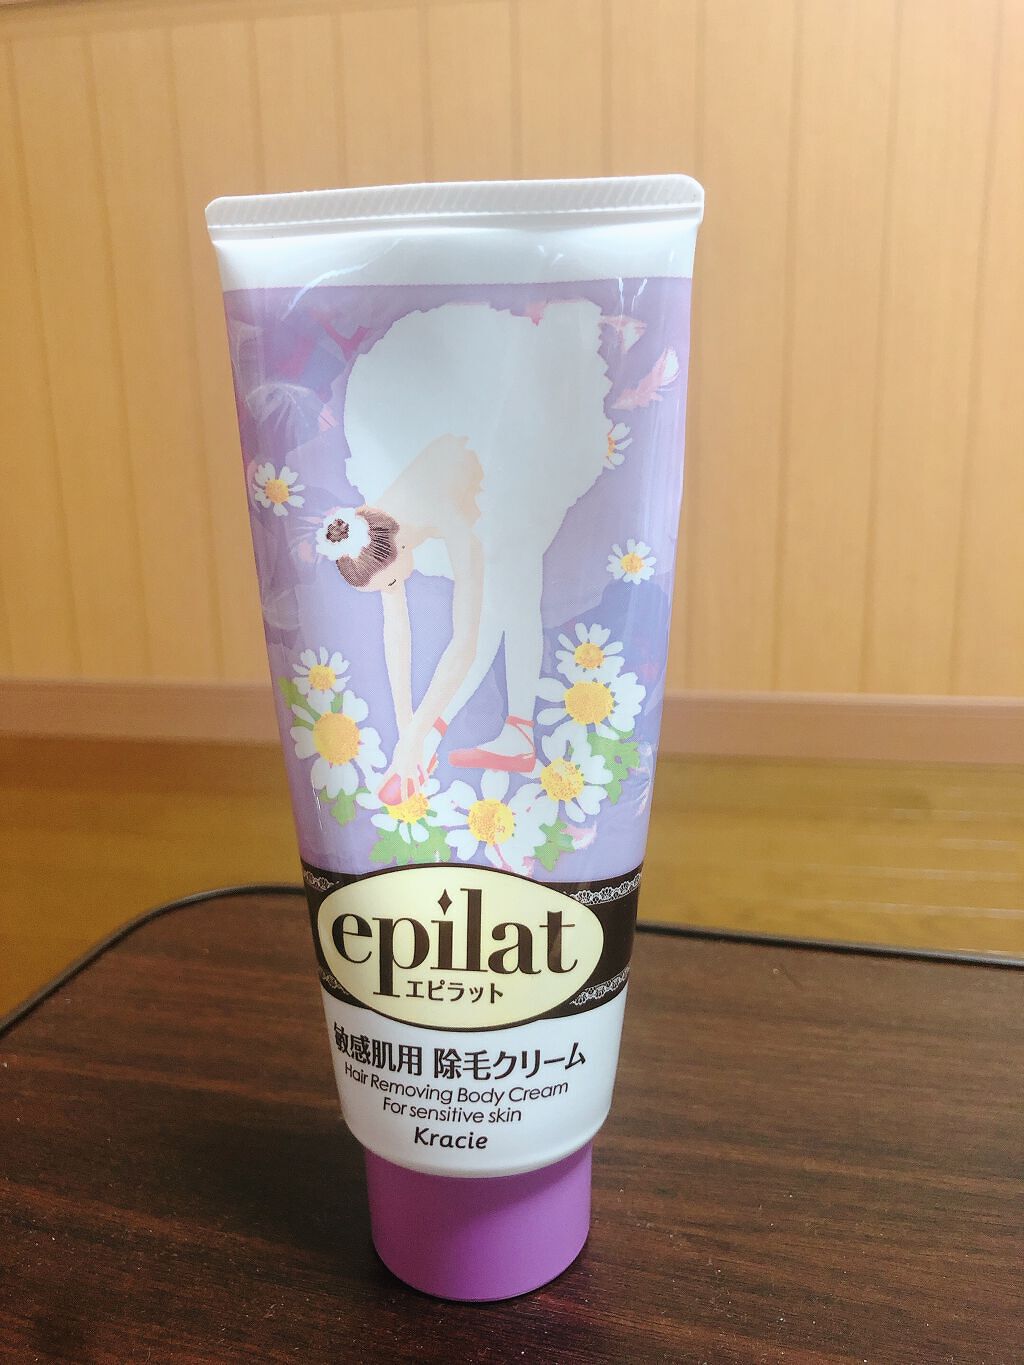 epilat
エピラット
敏感肌用 除毛クリーム
Hair Removing Body Cream
For sensitive skin
Kracie